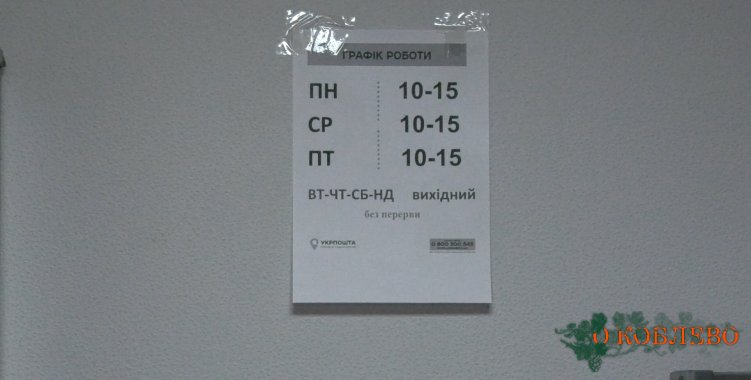 ГРАФІК РОБОТИ
ПН 10-15
СР 10-15
ПТ 10-15
ВТ-ЧТ-СБ-НД вихідний
без перерви
УКРПОШТА
0 800 300 545
О КОБЛЕВО